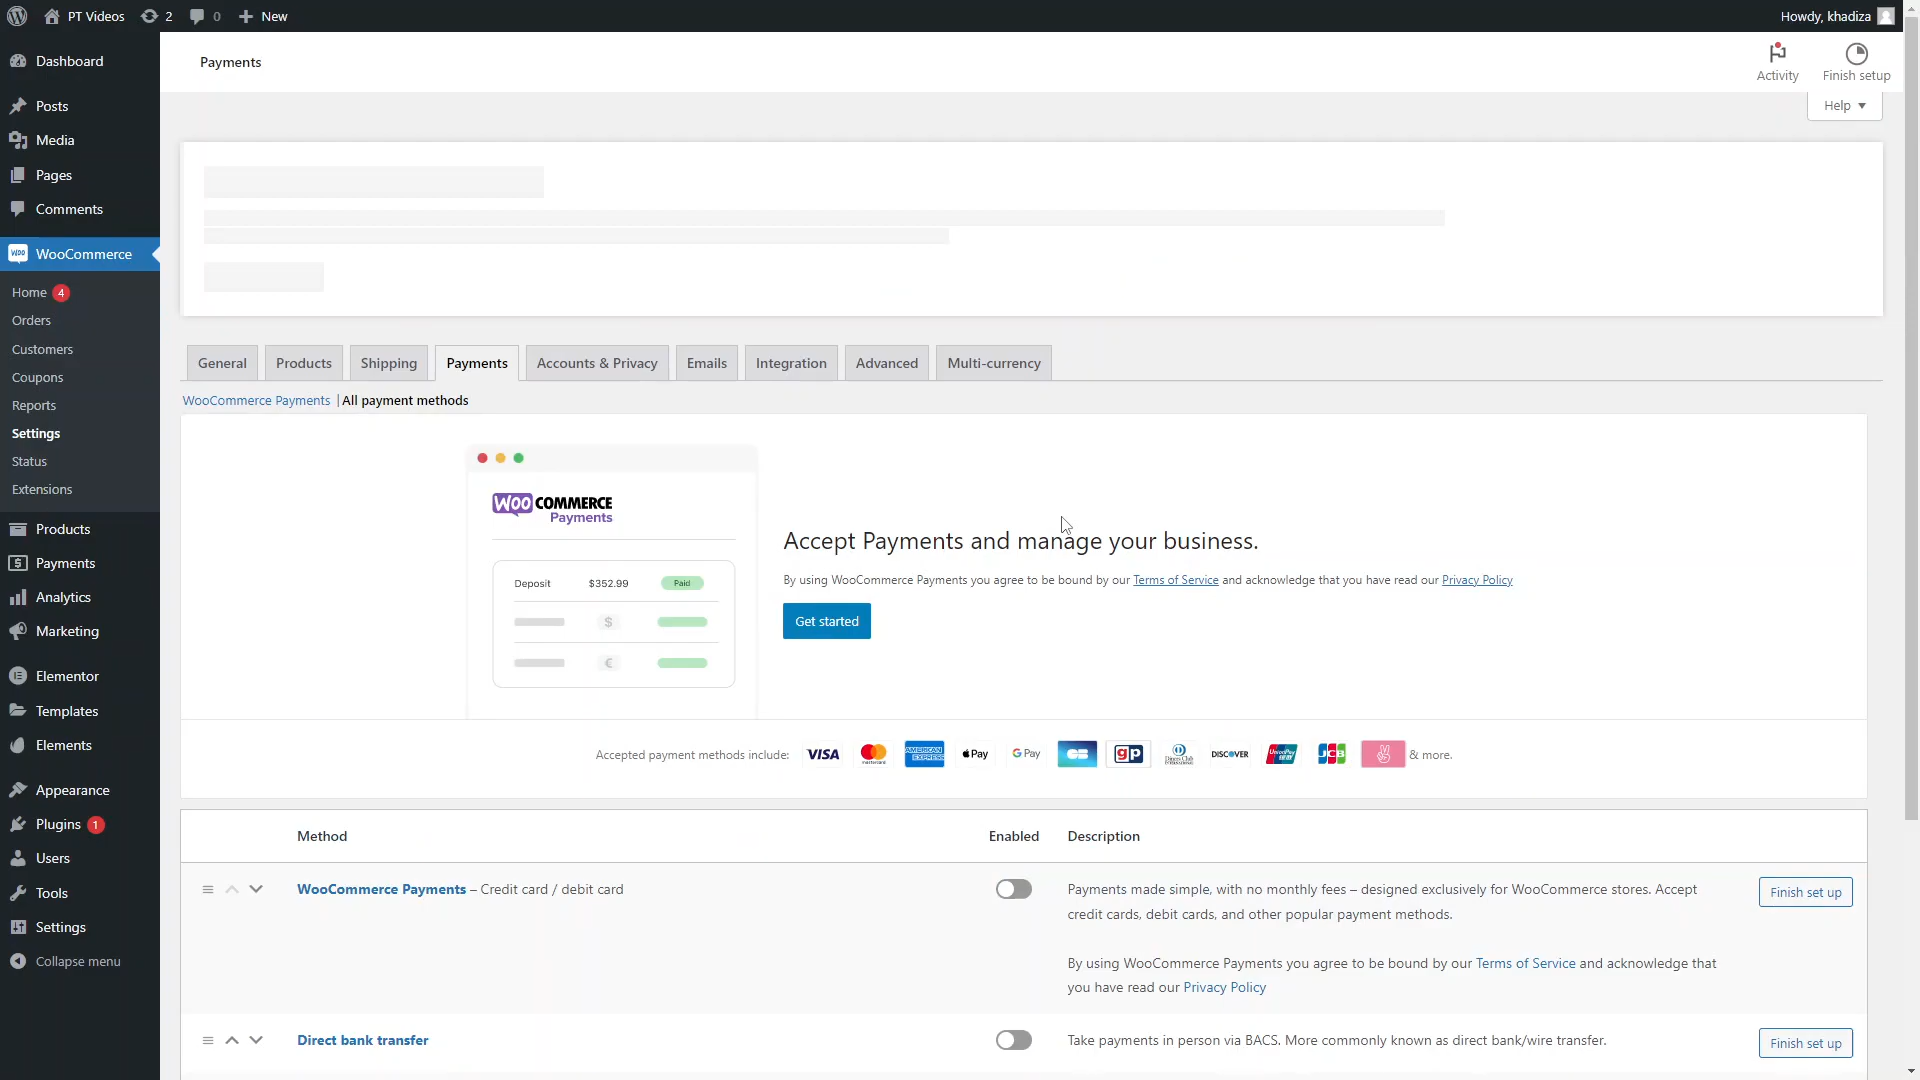 PT Videos 2 0 New Howdy, khadiza
Dashboard
Posts
Media
Pages
Comments
WooCommerce
Home 4
Orders
Customers
Coupons
Reports
Settings
Status
Extensions
Products
Payments
Analytics
Marketing
Elementor
Templates
Elements
Appearance
Plugins 1
Users
Tools
Settings
Collapse menu
Payments
Activity Finish setup
Help
General Products Shipping Payments Accounts & Privacy Emails Integration Advanced Multi-currency
WooCommerce Payments | All payment methods
WOO COMMERCE
Payments
Deposit $352.99 Paid
$
€
Accept Payments and manage your business.
By using WooCommerce Payments you agree to be bound by our Terms of Service and acknowledge that you have read our Privacy Policy
Get started
Accepted payment methods include: VISA mastercard AMERICAN EXPRESS Pay G Pay CB gp Diners Club DISCOVER UnionPay JCB & more.
Method Enabled Description
WooCommerce Payments – Credit card / debit card
Payments made simple, with no monthly fees – designed exclusively for WooCommerce stores. Accept
credit cards, debit cards, and other popular payment methods.
Finish set up
By using WooCommerce Payments you agree to be bound by our Terms of Service and acknowledge that
you have read our Privacy Policy
Direct bank transfer Take payments in person via BACS. More commonly known as direct bank/wire transfer. Finish set up